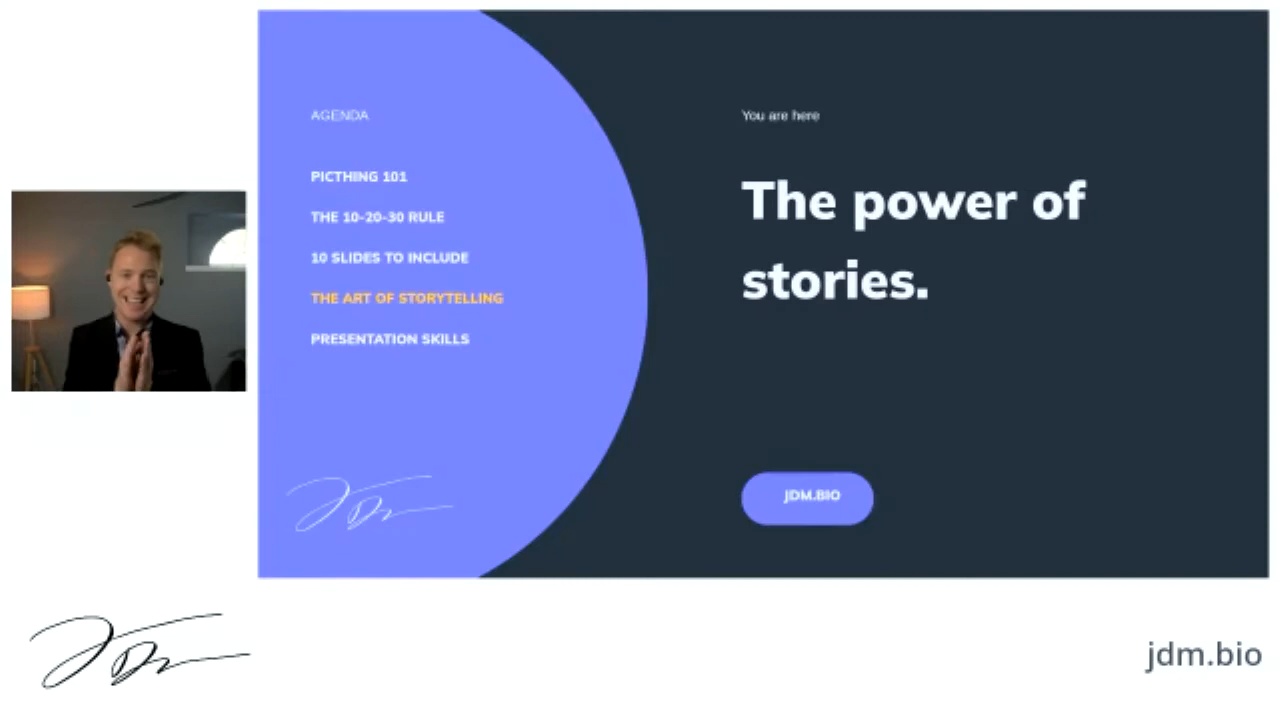 AGENDA
PICTHING 101
THE 10-20-30 RULE
10 SLIDES TO INCLUDE
THE ART OF STORYTELLING
PRESENTATION SKILLS
You are here
The power of
stories.
JDM.BIO
jdm.bio